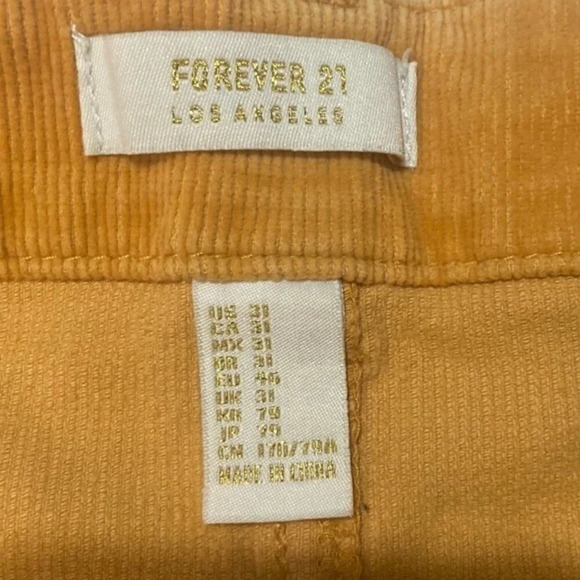 FOREVER 21
LOS ANGELES
US 31
CA 31
MX 31
BR 31
EU 46
UK 31
KR 79
JP 79
CN 170/79A
MADE IN CHINA